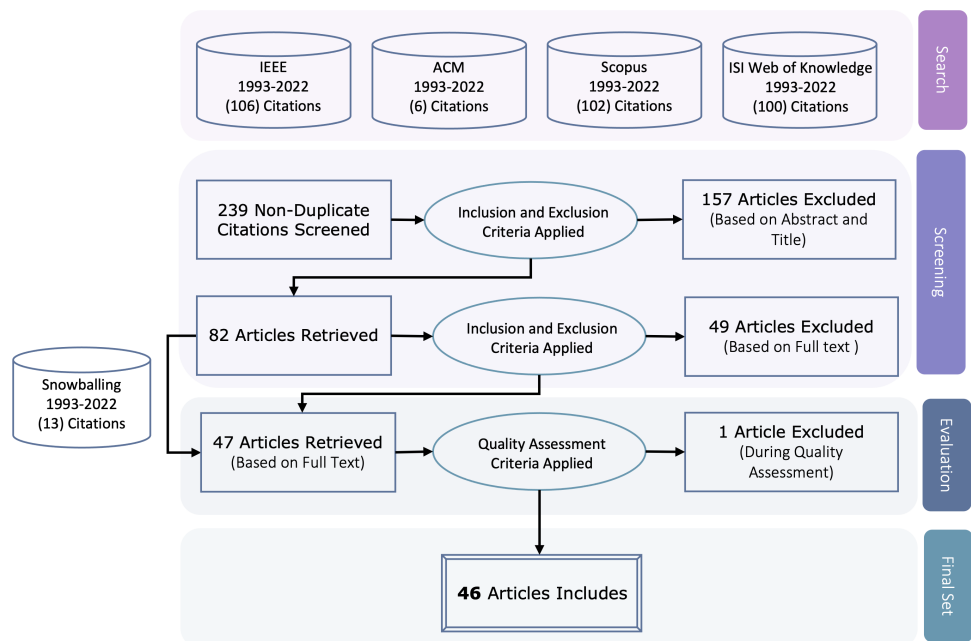 IEEE
1993-2022
(106) Citations
ACM
1993-2022
(6) Citations
Scopus
1993-2022
(102) Citations
ISI Web of Knowledge
1993-2022
(100) Citations
Search
239 Non-Duplicate
Citations Screened
Inclusion and Exclusion
Criteria Applied
157 Articles Excluded
(Based on Abstract and
Title)
Screening
82 Articles Retrieved
Inclusion and Exclusion
Criteria Applied
49 Articles Excluded
(Based on Full text )
Snowballing
1993-2022
(13) Citations
47 Articles Retrieved
(Based on Full Text)
Quality Assessment
Criteria Applied
1 Article Excluded
(During Quality
Assessment)
Evaluation
46 Articles Includes
Final Set